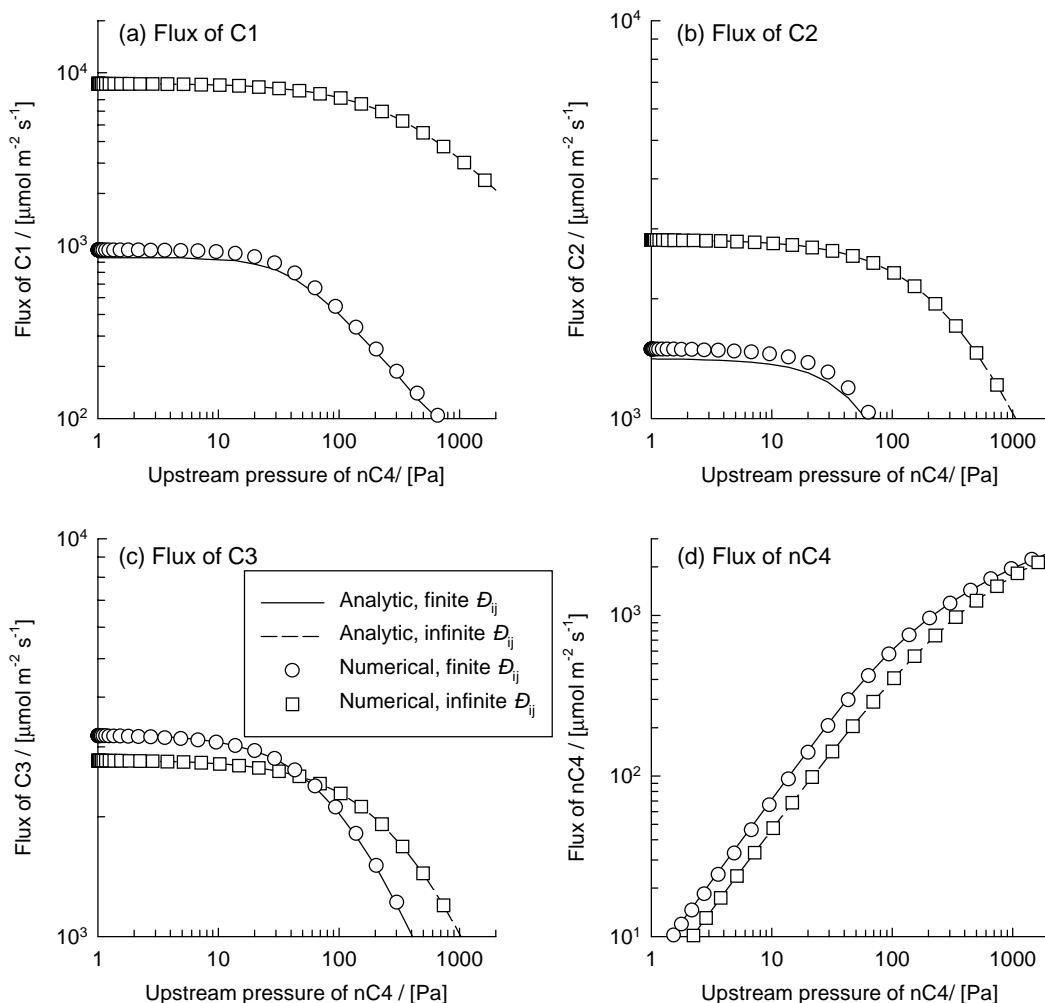 (a) Flux of C1
10⁴
10³
10²
Flux of C1 / [μmol m⁻² s⁻¹]
1
10
100
1000
Upstream pressure of nC4/ [Pa]
(b) Flux of C2
10⁴
10³
Flux of C2 / [μmol m⁻² s⁻¹]
1
10
100
1000
Upstream pressure of nC4/ [Pa]
(c) Flux of C3
10⁴
10³
Flux of C3 / [μmol m⁻² s⁻¹]
Analytic, finite Đij
Analytic, infinite Đij
Numerical, finite Đij
Numerical, infinite Đij
1
10
100
1000
Upstream pressure of nC4 / [Pa]
(d) Flux of nC4
10³
10²
10¹
Flux of nC4 / [μmol m⁻² s⁻¹]
1
10
100
1000
Upstream pressure of nC4/ [Pa]